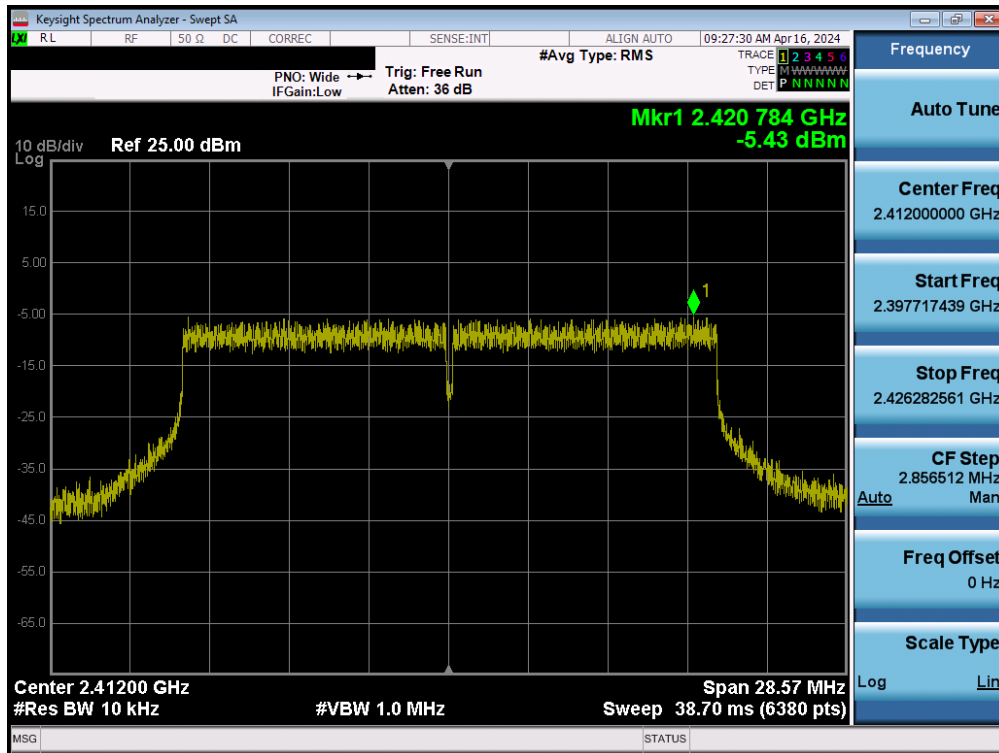 Keysight Spectrum Analyzer - Swept SA
LXI RL RF 50 Ω DC CORREC SENSE:INT ALIGN AUTO 09:27:30 AM Apr 16, 2024
#Avg Type: RMS TRACE 1 2 3 4 5 6
PNO: Wide Trig: Free Run TYPE M WWWWW
IFGain:Low Atten: 36 dB DET P N N N N N
Mkr1 2.420 784 GHz
-5.43 dBm
10 dB/div Ref 25.00 dBm
Log
1
15.0
5.00
-5.00
-15.0
-25.0
-35.0
-45.0
-55.0
-65.0
Center 2.41200 GHz Span 28.57 MHz
#Res BW 10 kHz #VBW 1.0 MHz Sweep 38.70 ms (6380 pts)
MSG STATUS
Frequency
Auto Tune
Center Freq
2.412000000 GHz
Start Freq
2.397717439 GHz
Stop Freq
2.426282561 GHz
CF Step
2.856512 MHz
Auto Man
Freq Offset
0 Hz
Scale Type
Log Lin